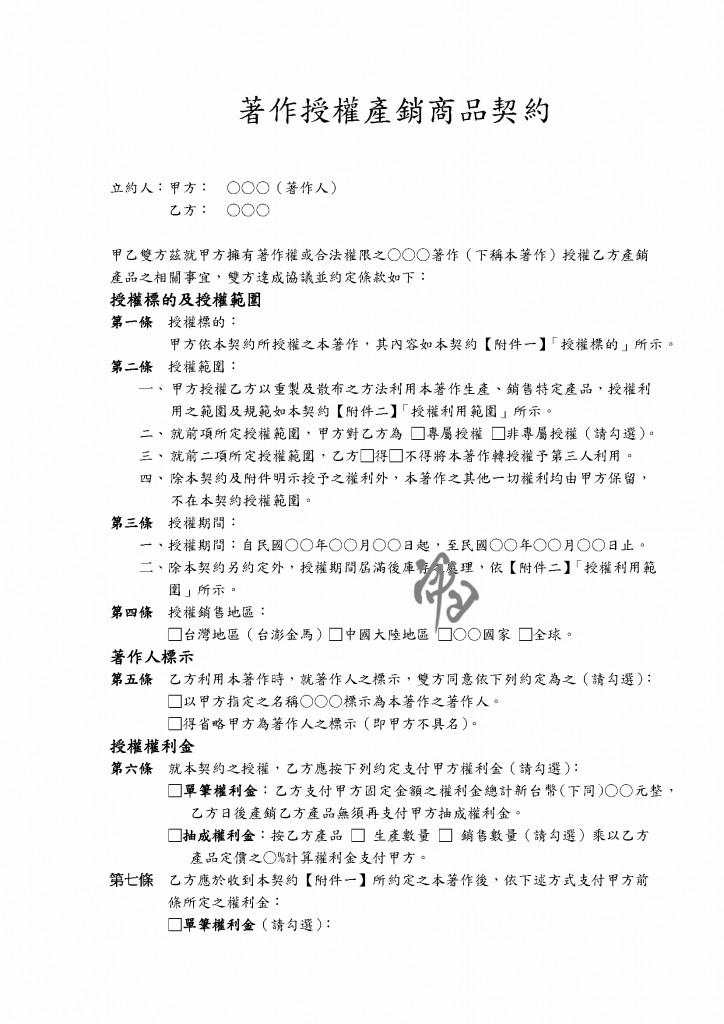 著作授權產銷商品契約
立約人：甲方：　○○○（著作人）
乙方：　○○○
甲乙雙方茲就甲方擁有著作權或合法權限之○○○著作（下稱本著作）授權乙方產銷
產品之相關事宜，雙方達成協議並約定條款如下：
授權標的及授權範圍
第一條　授權標的：
甲方依本契約所授權之本著作，其內容如本契約【附件一】「授權標的」所示。
第二條　授權範圍：
一、甲方授權乙方以重製及散布之方法利用本著作生產、銷售特定產品，授權利
用之範圍及規範如本契約【附件二】「授權利用範圍」所示。
二、就前項所定授權範圍，甲方對乙方為 □專屬授權 □非專屬授權（請勾選）。
三、就前二項所定授權範圍，乙方□得□不得將本著作轉授權予第三人利用。
四、除本契約及附件明示授予之權利外，本著作之其他一切權利均由甲方保留，
不在本契約授權範圍。
第三條　授權期間：
一、授權期間：自民國○○年○○月○○日起，至民國○○年○○月○○日止。
二、除本契約另約定外，授權期間屆滿後庫存之處理，依【附件二】「授權利用範
圍」所示。
第四條　授權銷售地區：
□台灣地區（台澎金馬）□中國大陸地區 □○○國家 □全球。
著作人標示
第五條　乙方利用本著作時，就著作人之標示，雙方同意依下列約定為之（請勾選）：
□以甲方指定之名稱○○○標示為本著作之著作人。
□得省略甲方為著作人之標示（即甲方不具名）。
授權權利金
第六條　就本契約之授權，乙方應按下列約定支付甲方權利金（請勾選）：
□單筆權利金：乙方支付甲方固定金額之權利金總計新台幣(下同)○○元整，
乙方日後產銷乙方產品無須再支付甲方抽成權利金。
□抽成權利金：按乙方產品 □ 生產數量 □ 銷售數量（請勾選）乘以乙方
產品定價之○%計算權利金支付甲方。
第七條　乙方應於收到本契約【附件一】所約定之本著作後，依下述方式支付甲方前
條所定之權利金：
□單筆權利金（請勾選）：